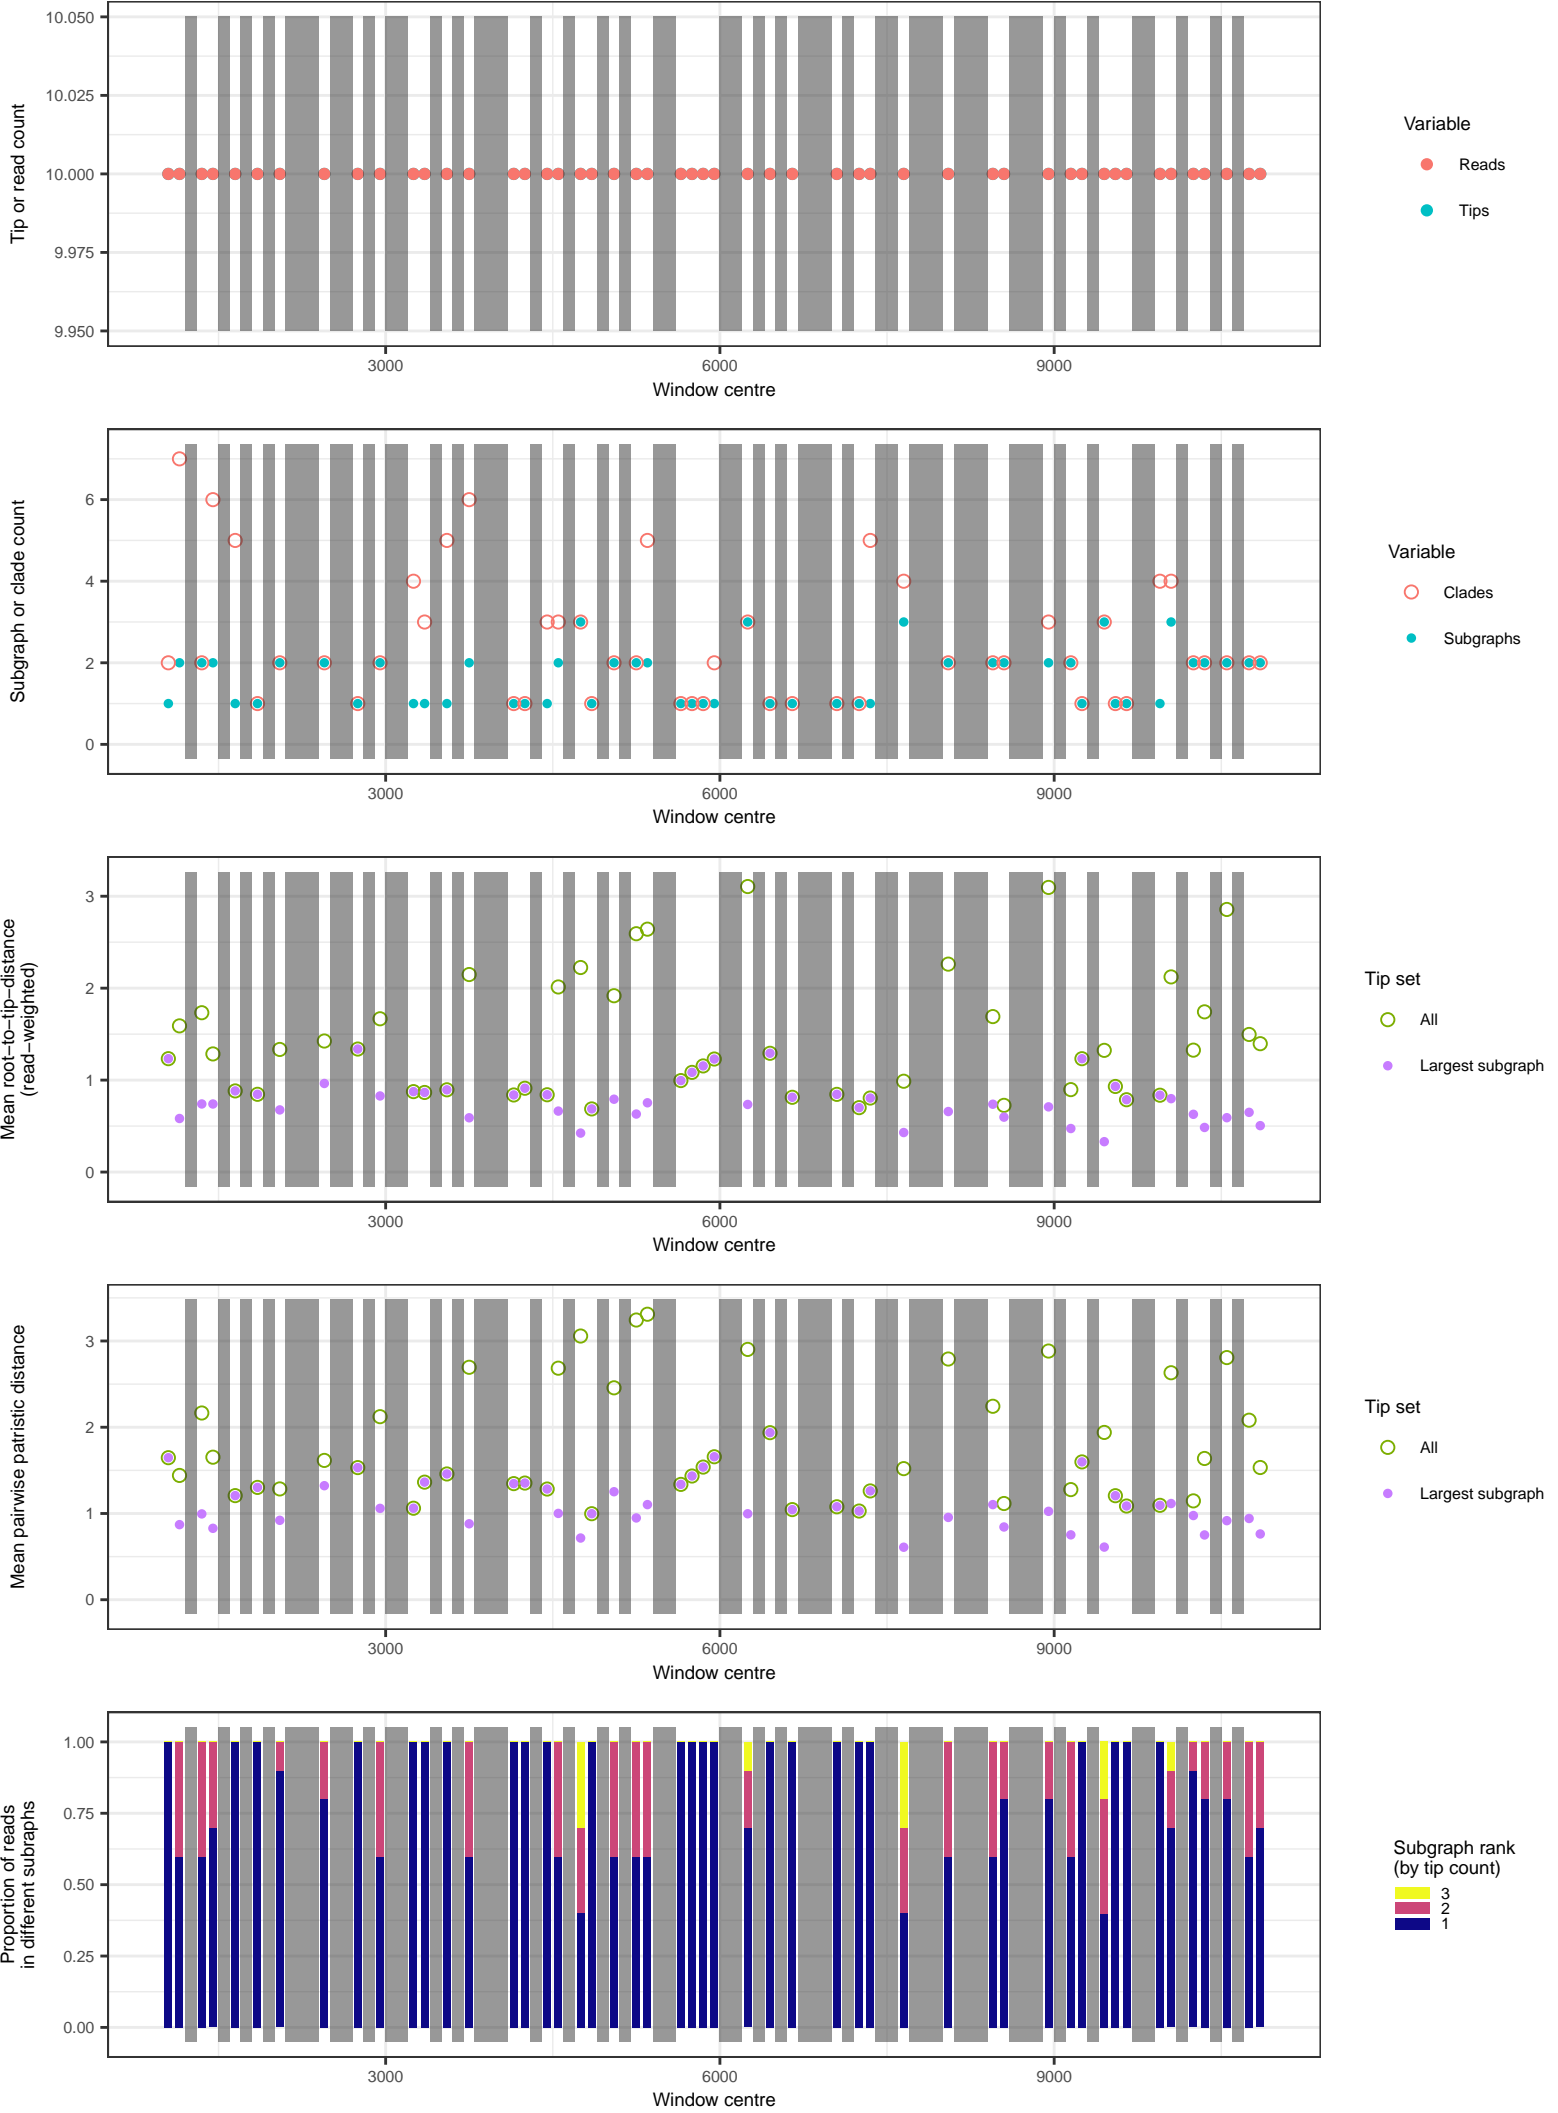 10.050
10.025
10.000
9.975
9.950
Tip or read count
3000
6000
9000
Window centre
Variable
Reads
Tips
6
4
2
0
Subgraph or clade count
3000
6000
9000
Window centre
Variable
Clades
Subgraphs
3
2
1
0
Mean root−to−tip−distance
(read−weighted)
3000
6000
9000
Window centre
Tip set
All
Largest subgraph
3
2
1
0
Mean pairwise patristic distance
3000
6000
9000
Window centre
Tip set
All
Largest subgraph
1.00
0.75
0.50
0.25
0.00
Proportion of reads
in different subraphs
3000
6000
9000
Window centre
Subgraph rank
(by tip count)
3
2
1